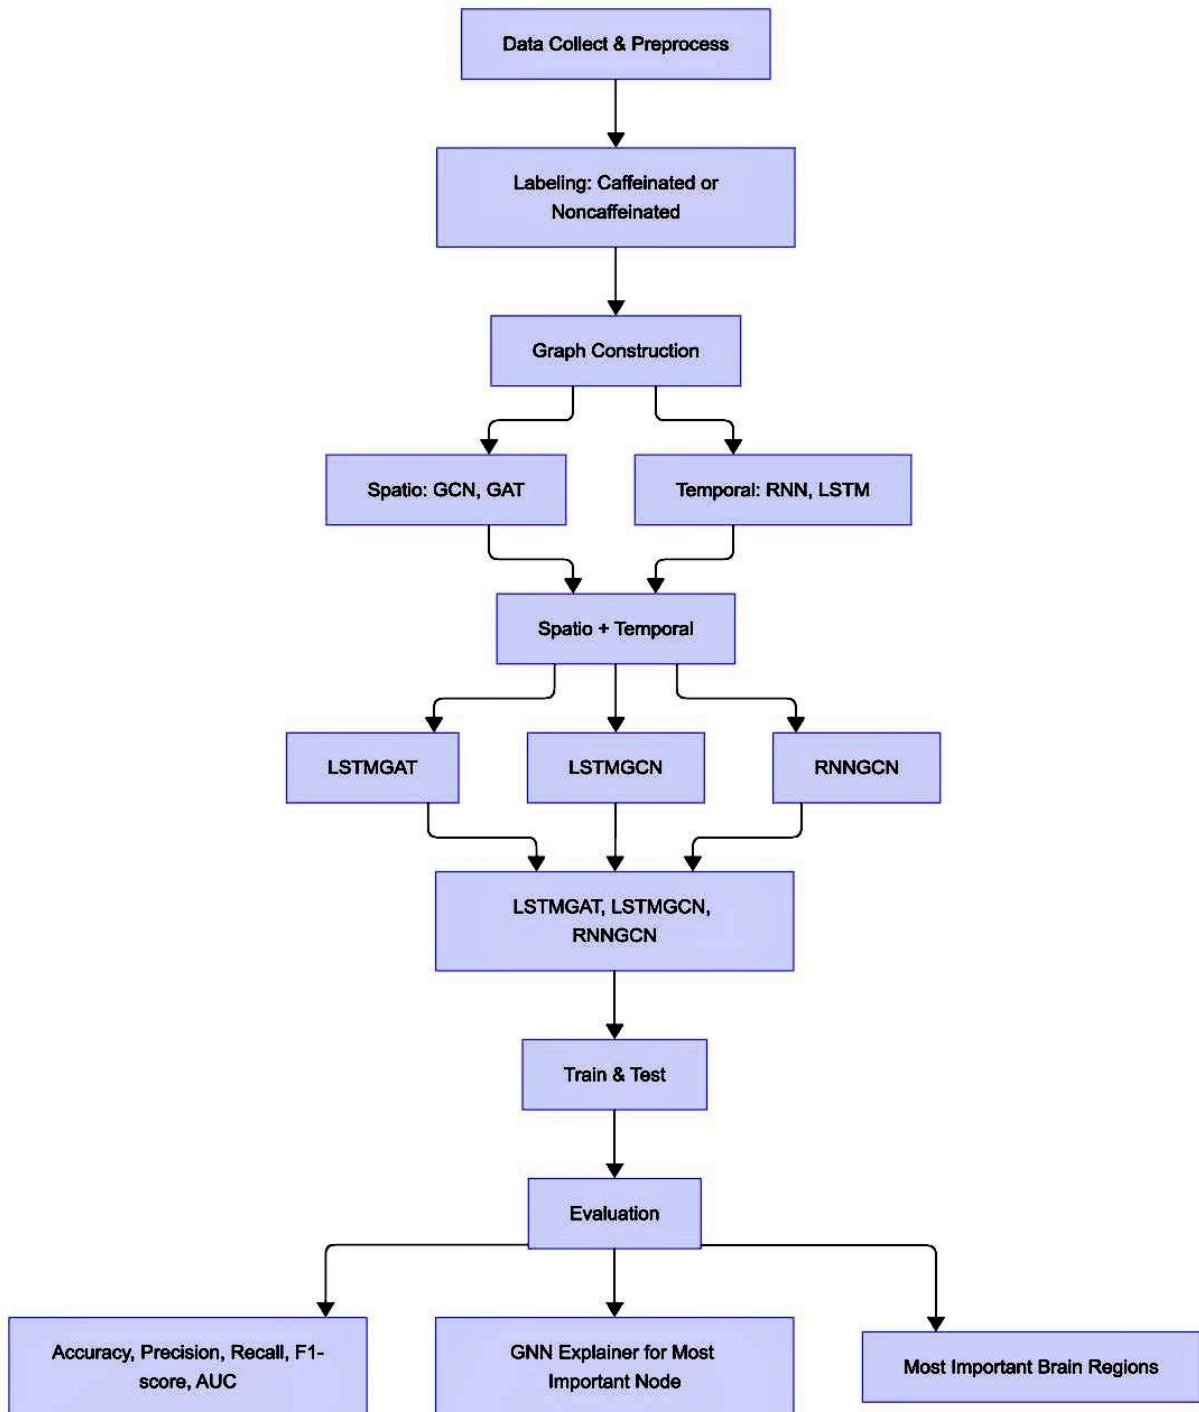 Data Collect & Preprocess
Labeling: Caffeinated or
Noncaffeinated
Graph Construction
Spatio: GCN, GAT
Temporal: RNN, LSTM
Spatio + Temporal
LSTMGAT
LSTMGCN
RNNGCN
LSTMGAT, LSTMGCN,
RNNGCN
Train & Test
Evaluation
Accuracy, Precision, Recall, F1-
score, AUC
GNN Explainer for Most
Important Node
Most Important Brain Regions